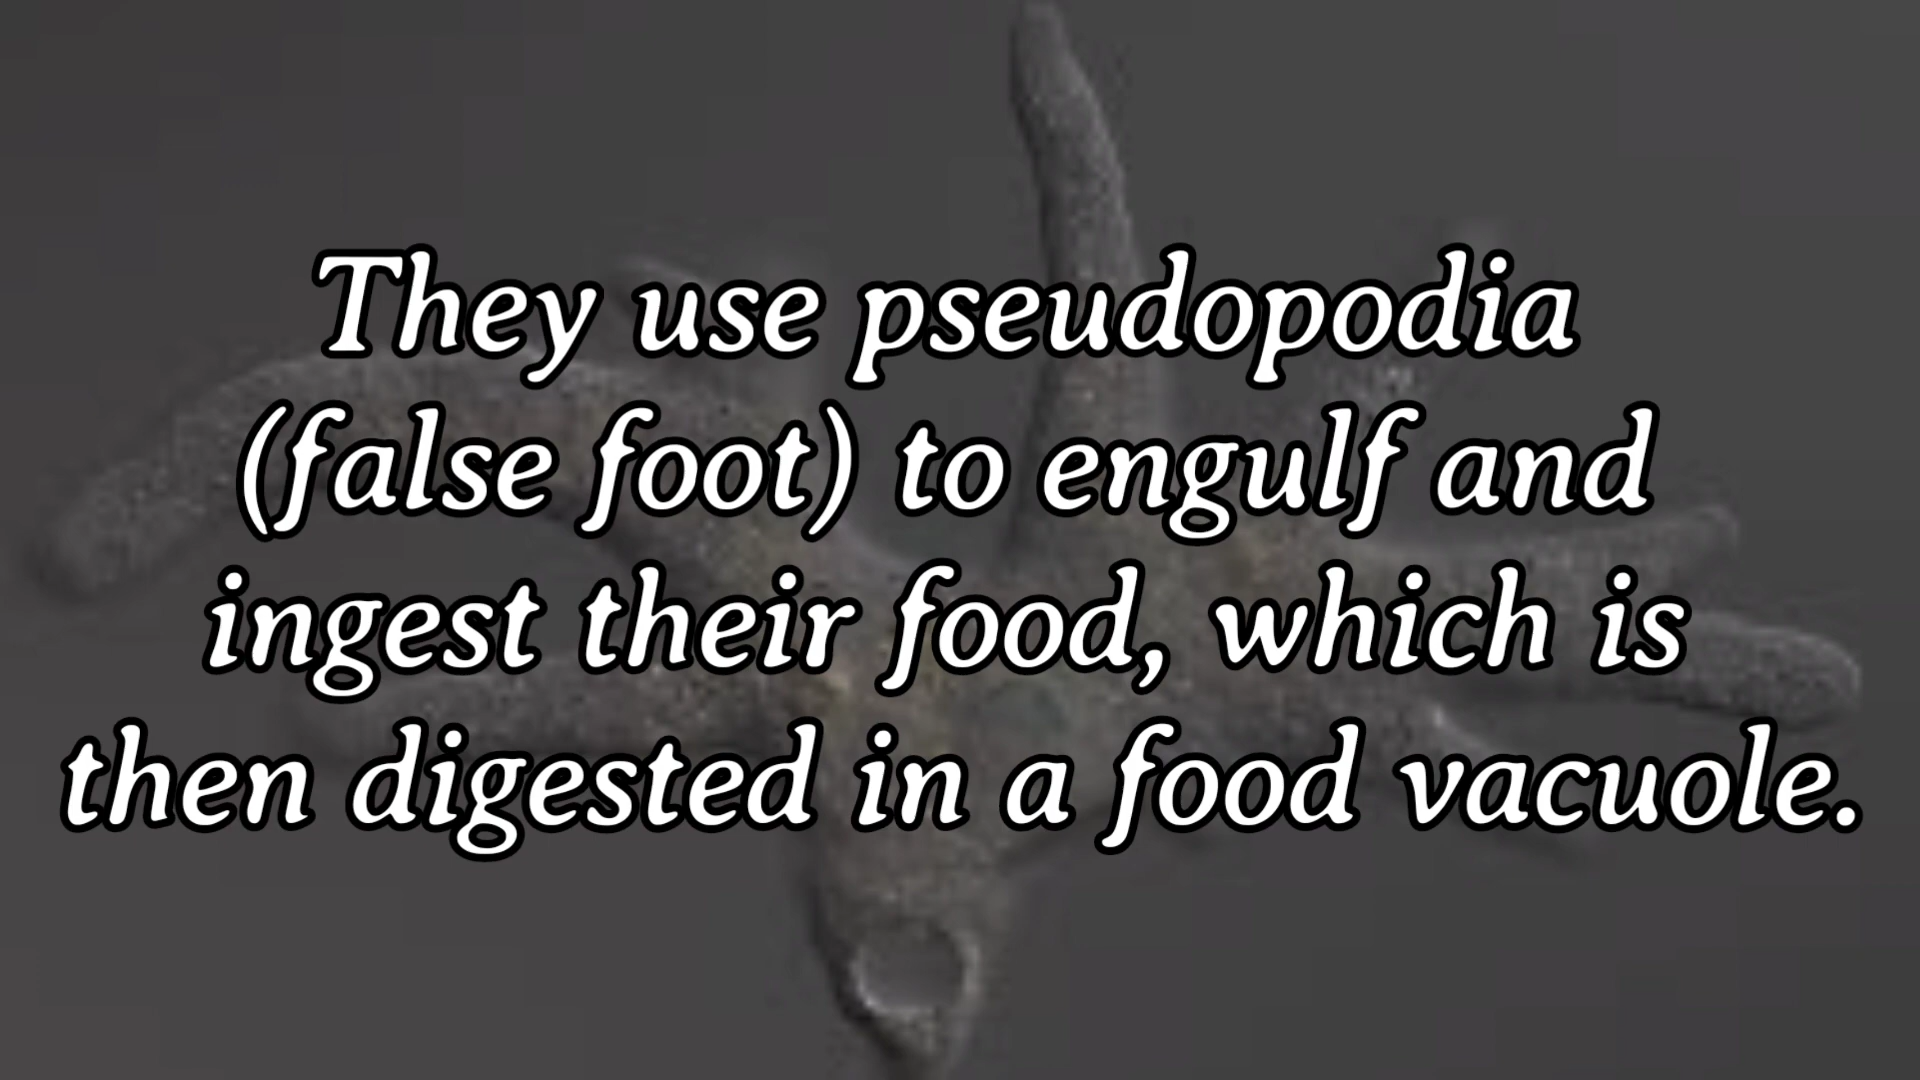 They use pseudopodia
(false foot) to engulf and
ingest their food, which is
then digested in a food vacuole.